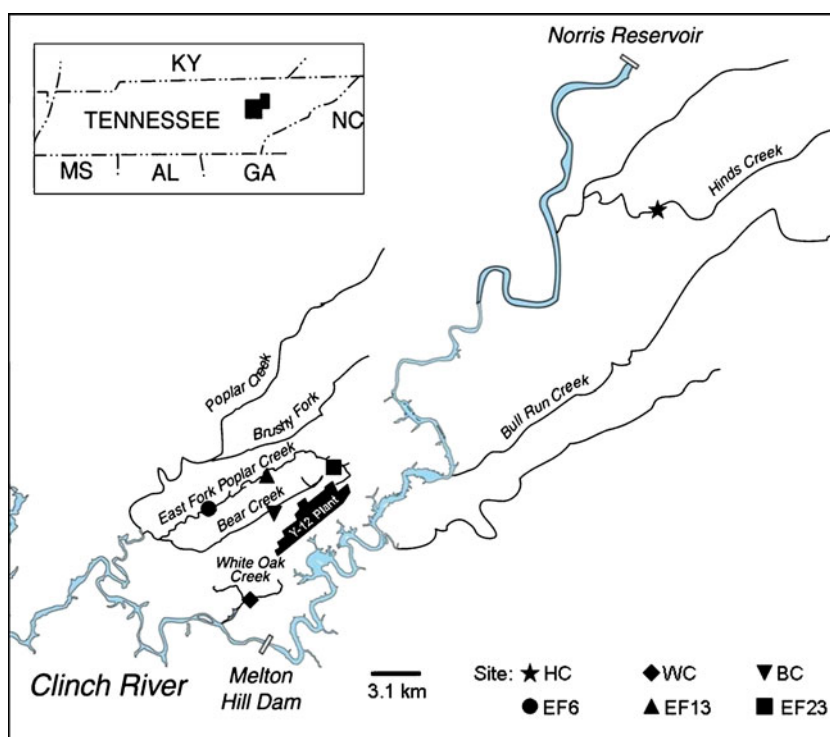 Norris Reservoir
KY
TENNESSEE
NC
MS
AL
GA
Hinds Creek
Poplar Creek
Brushy Fork
Bull Run Creek
East Fork Poplar Creek
Bear Creek
Y-12 Plant
White Oak
Creek
Clinch River
Melton
Hill Dam
3.1 km
Site: HC
WC
BC
EF6
EF13
EF23